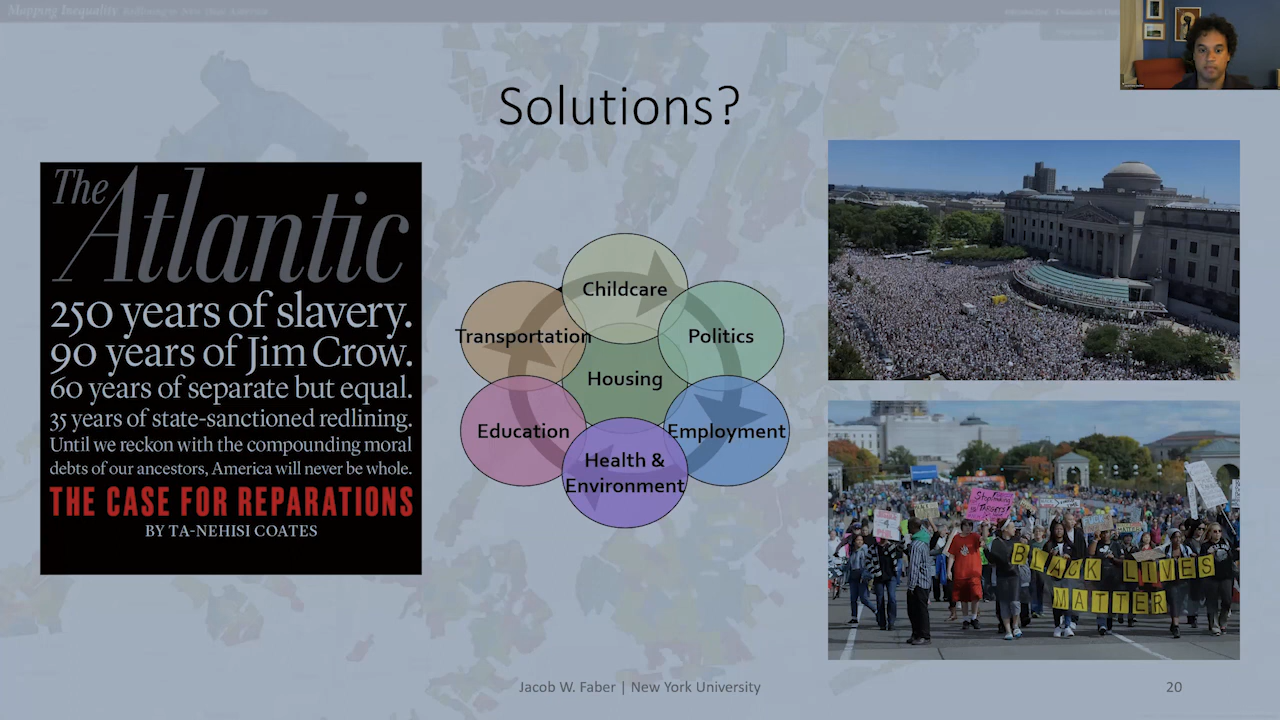 Mapping Inequality
Solutions?
The
Atlantic
250 years of slavery.
90 years of Jim Crow.
60 years of separate but equal.
35 years of state-sanctioned redlining.
Until we reckon with the compounding moral
debts of our ancestors, America will never be whole.
THE CASE FOR REPARATIONS
BY TA-NEHISI COATES
Childcare
Transportation
Politics
Housing
Education
Employment
Health &
Environment
BLACK LIVES
MATTER
Jacob W. Faber | New York University
20